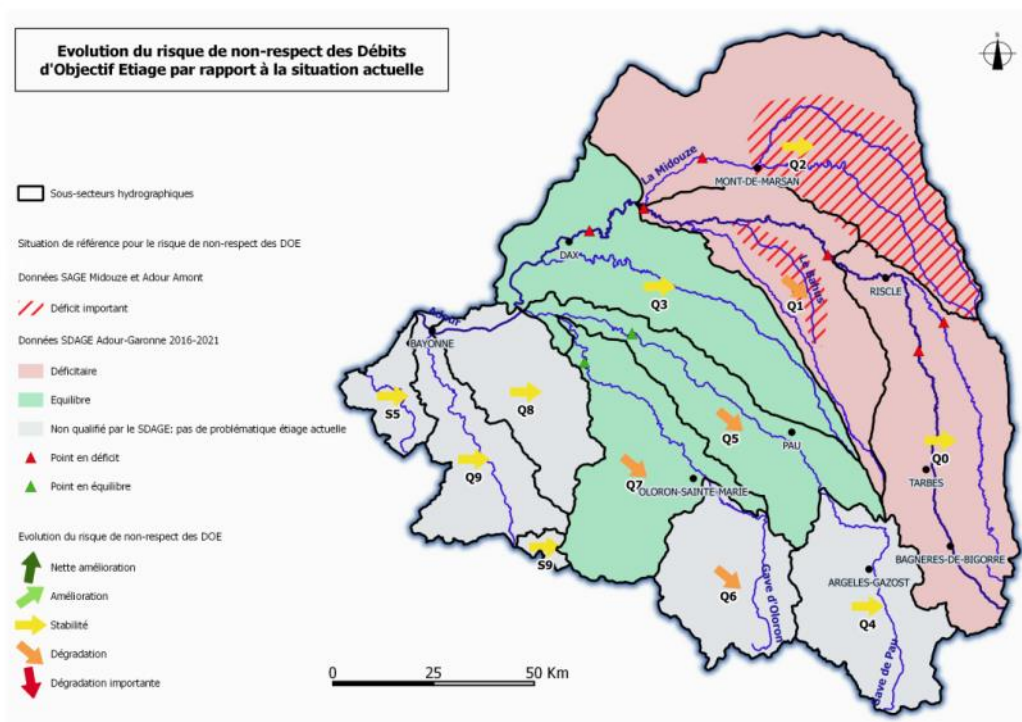 Evolution du risque de non-respect des Débits
d'Objectif Etiage par rapport à la situation actuelle
N
Sous-secteurs hydrographiques
Situation de référence pour le risque de non-respect des DOE
Données SAGE Midouze et Adour Amont
Déficit important
Données SDAGE Adour-Garonne 2016-2021
Déficitaire
Equilibre
Non qualifié par le SDAGE: pas de problématique étiage actuelle
Point en déficit
Point en équilibre
Evolution du risque de non-respect des DOE
Nette amélioration
Amélioration
Stabilité
Dégradation
Dégradation importante
0 25 50 Km
La Midouze
Q2
MONT-DE-MARSAN
DAX
Le Bahus
RISCLE
Q3
Q1
Adour
BAYONNE
S5
Q8
Q5
PAU
Q9
Q7
OLORON-SAINTE-MARIE
Q0
TARBES
S9
BAGNERES-DE-BIGORRE
ARGELES-GAZOST
Q6
Gave d'Oloron
Q4
Gave de Pau